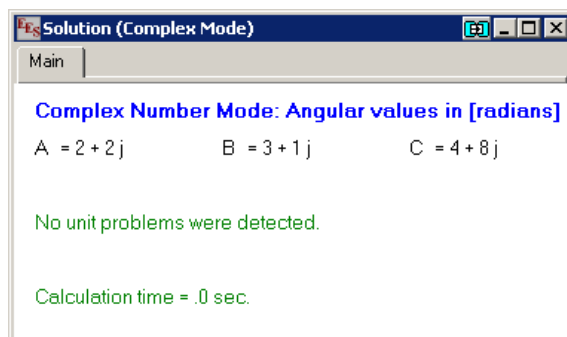 EES Solution (Complex Mode)
Main
Complex Number Mode: Angular values in [radians]
A = 2 + 2 j B = 3 + 1 j C = 4 + 8 j
No unit problems were detected.
Calculation time = .0 sec.